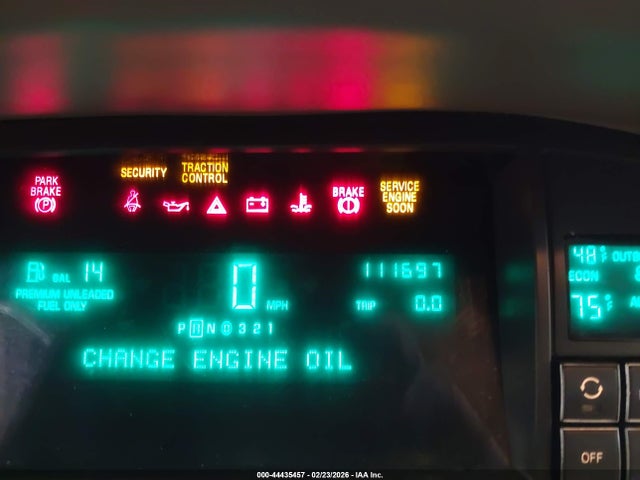 PARK
BRAKE
(P)
SECURITY
TRACTION
CONTROL
BRAKE
SERVICE
ENGINE
SOON
GAL 14
PREMIUM UNLEADED
FUEL ONLY
0 MPH
111697
TRIP 0.0
P R N D 3 2 1
CHANGE ENGINE OIL
48°F OUTS
ECON
75°F
OFF
000-44435457 - 02/23/2026 - IAA Inc.